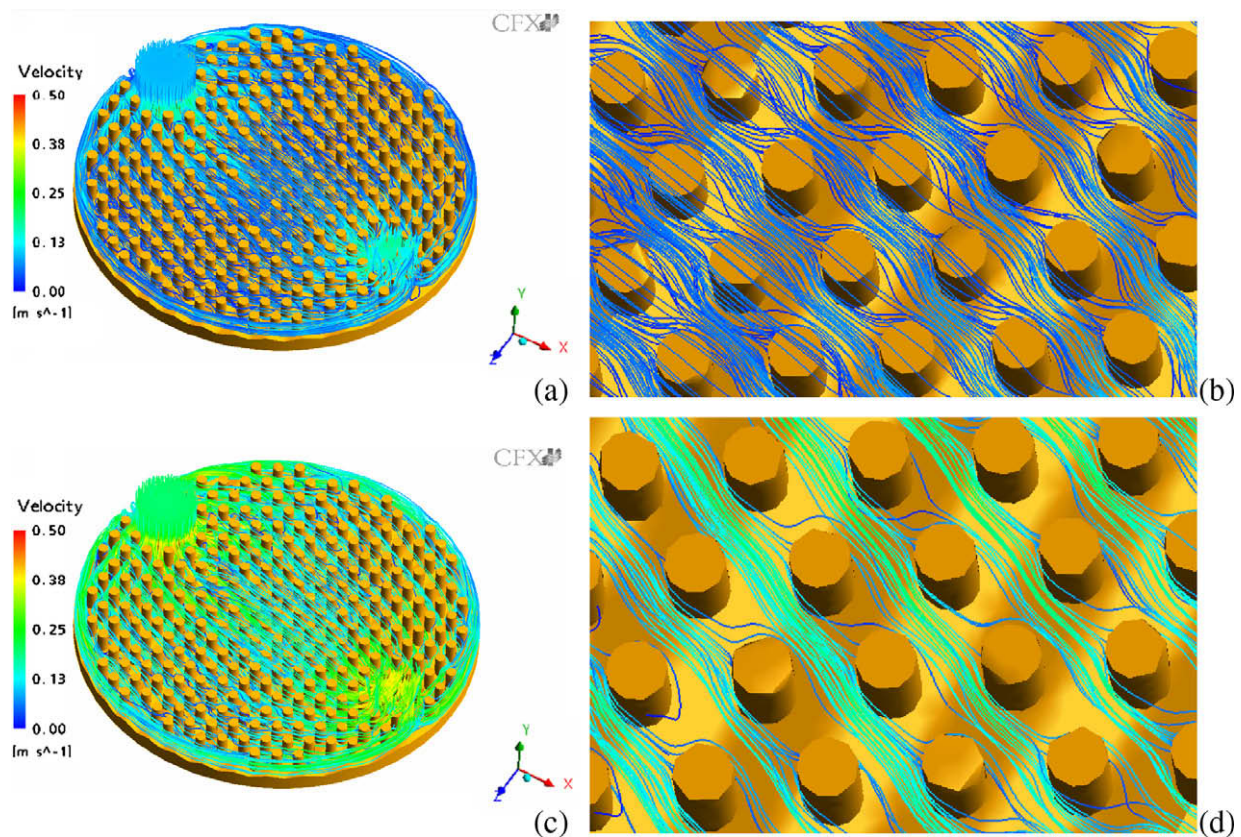 CFX
Velocity
0.50
0.38
0.25
0.13
0.00
[m s^-1]
Y
X
Z
(a)
(b)
CFX
Velocity
0.50
0.38
0.25
0.13
0.00
[m s^-1]
Y
X
Z
(c)
(d)